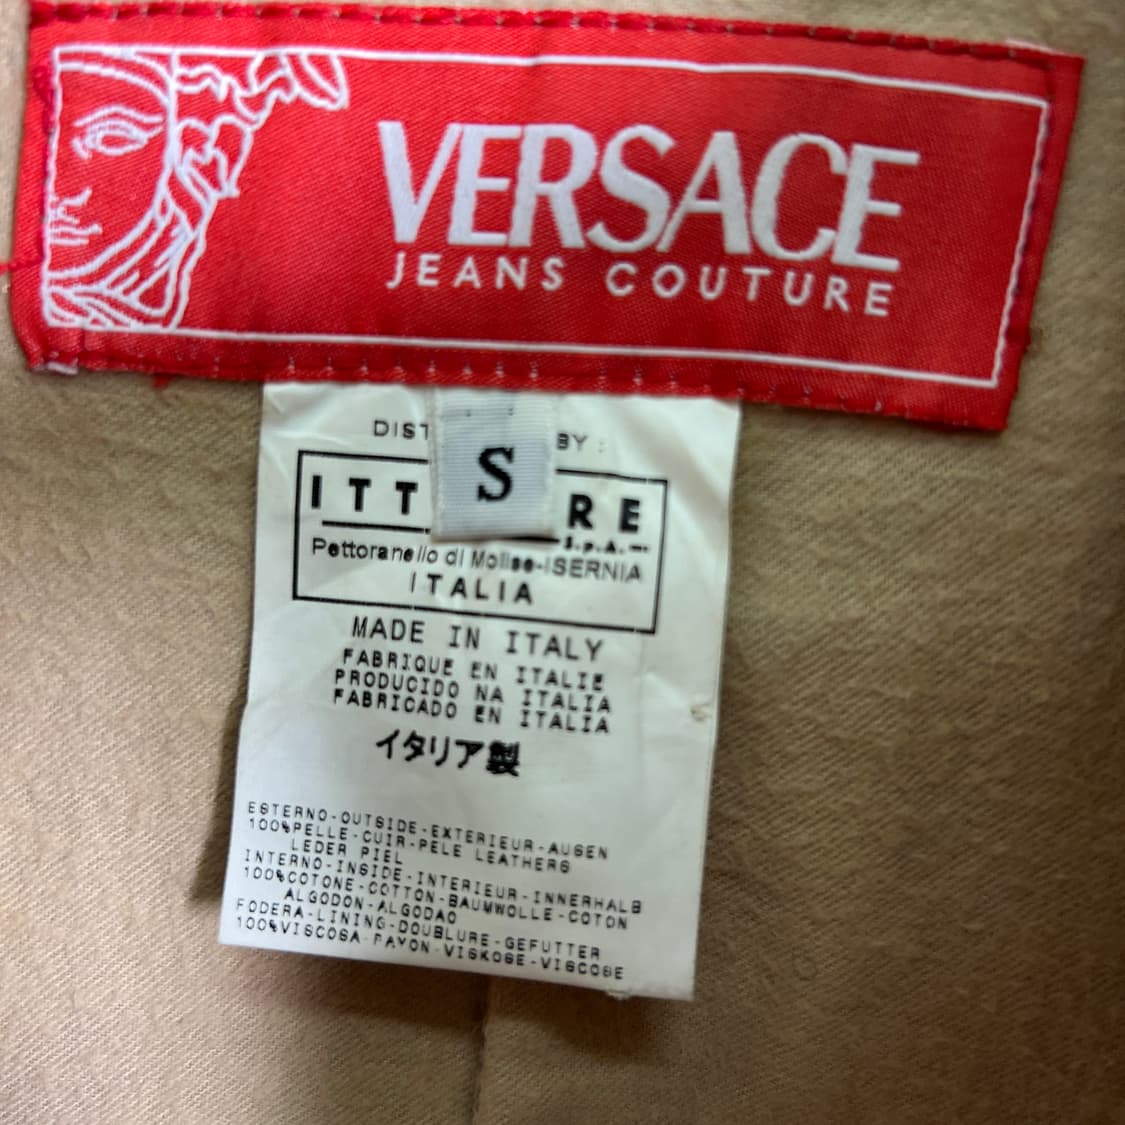 VERSACE
JEANS COUTURE
DIST BY :
S
ITT RE
S.p.A.
Pettoranello di Molise-ISERNIA
ITALIA
MADE IN ITALY
FABRIQUE EN ITALIE
PRODUCIDO NA ITALIA
FABRICADO EN ITALIA
イタリア製
ESTERNO-OUTSIDE-EXTERIEUR-AUSEN
100%PELLE-CUIR-PELE LEATHERS
LEDER PIEL
INTERNO-INSIDE-INTERIEUR-INNERHALB
100%COTONE-COTTON-BAUMWOLLE-COTON
ALGODON-ALGODAO
FODERA-LINING-DOUBLURE-GEFUTTER
100%VISCOSA-RAYON-VISKOSE-VISCOSE